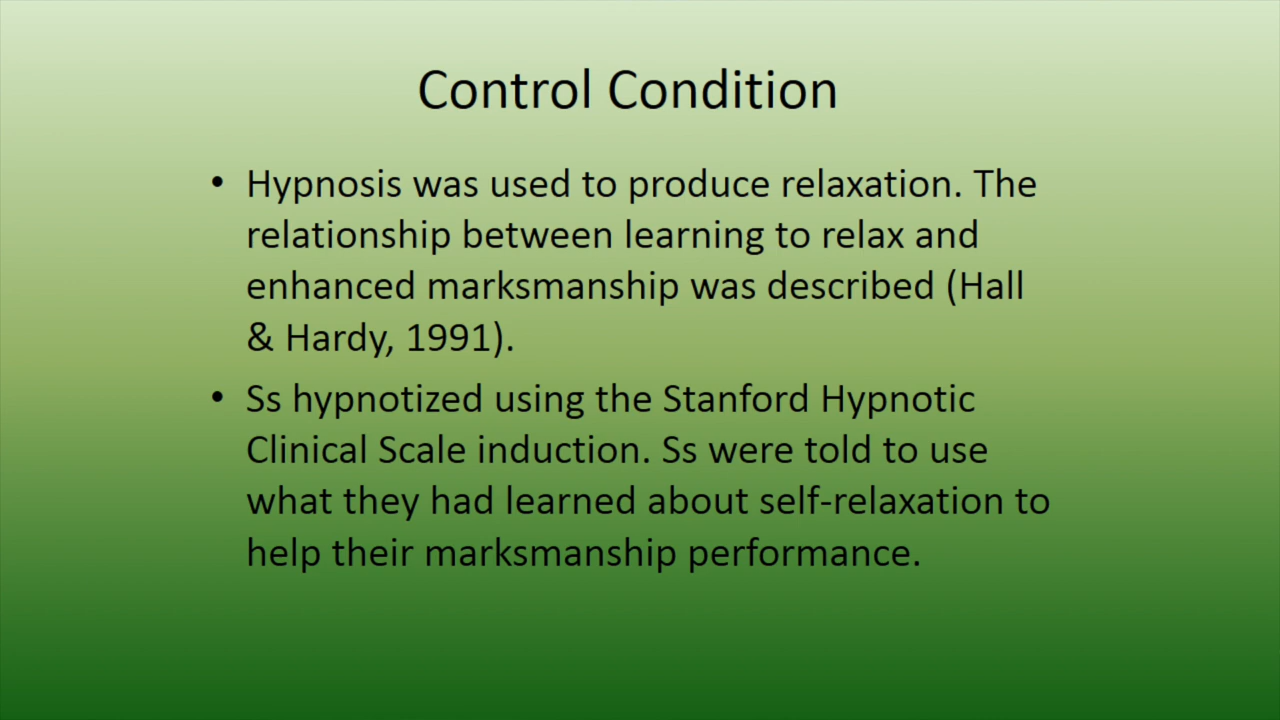 Control Condition
• Hypnosis was used to produce relaxation. The
relationship between learning to relax and
enhanced marksmanship was described (Hall
& Hardy, 1991).
• Ss hypnotized using the Stanford Hypnotic
Clinical Scale induction. Ss were told to use
what they had learned about self-relaxation to
help their marksmanship performance.